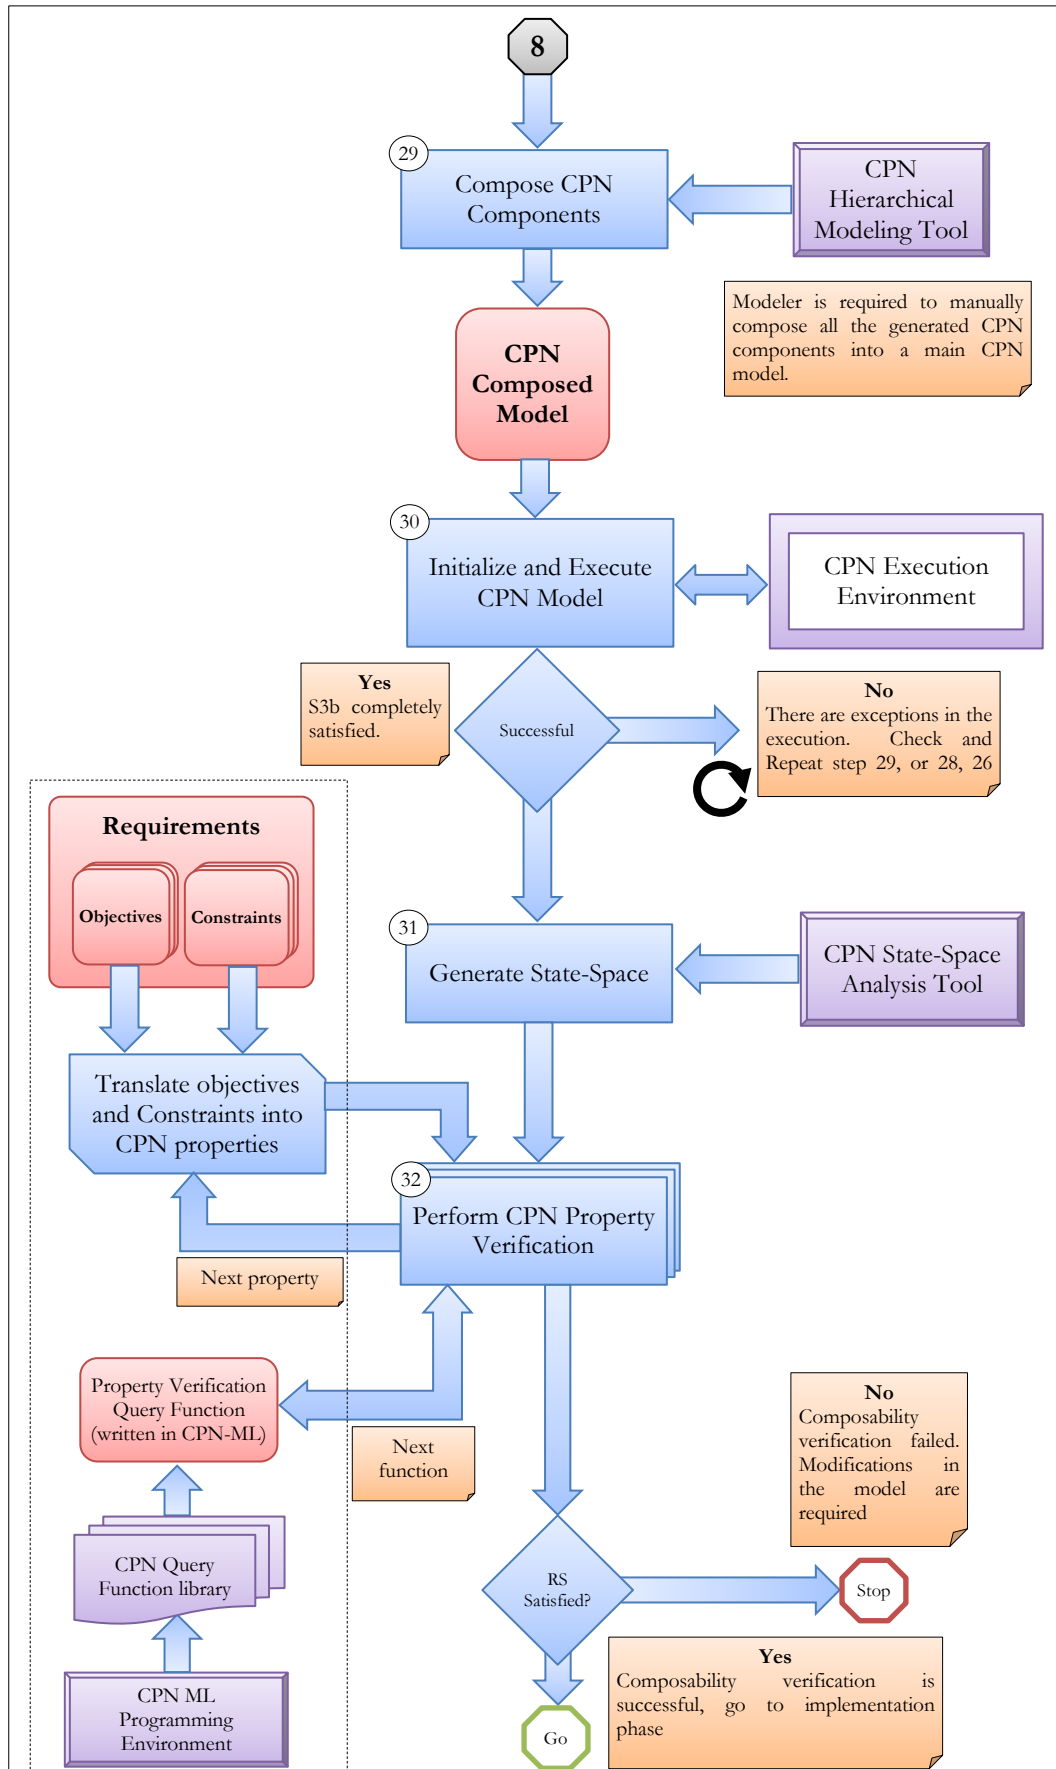 8
29
Compose CPN
Components
CPN
Hierarchical
Modeling Tool
Modeler is required to manually
compose all the generated CPN
components into a main CPN
model.
CPN
Composed
Model
30
Initialize and Execute
CPN Model
CPN Execution
Environment
Yes
S3b completely
satisfied.
Successful
No
There are exceptions in the
execution. Check and
Repeat step 29, or 28, 26
Requirements
Objectives
Constraints
31
Generate State-Space
CPN State-Space
Analysis Tool
Translate objectives
and Constraints into
CPN properties
32
Perform CPN Property
Verification
Next property
Property Verification
Query Function
(written in CPN-ML)
Next
function
No
Composability
verification failed.
Modifications in
the model are
required
CPN Query
Function library
RS
Satisfied?
Stop
CPN ML
Programming
Environment
Yes
Composability verification is
successful, go to implementation
phase
Go